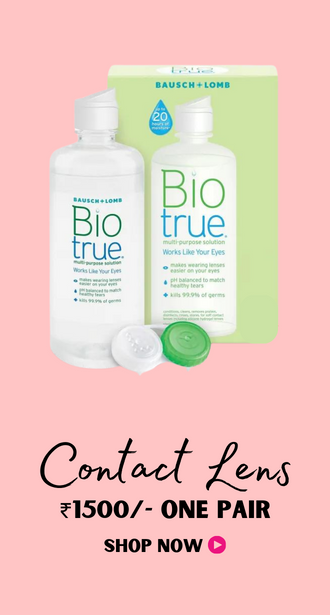 Bio
true
BAUSCH + LOMB
up to
20
hours of
moisture
Bio
true
multi-purpose solution
Works Like Your Eyes
makes wearing lenses
easier on your eyes
pH balanced to match
healthy tears
kills 99.9% of germs
BAUSCH + LOMB
Bio
true
multi-purpose solution
Works Like Your Eyes
makes wearing lenses
easier on your eyes
pH balanced to match
healthy tears
kills 99.9% of germs
Contact Lens
₹1500/- ONE PAIR
SHOP NOW